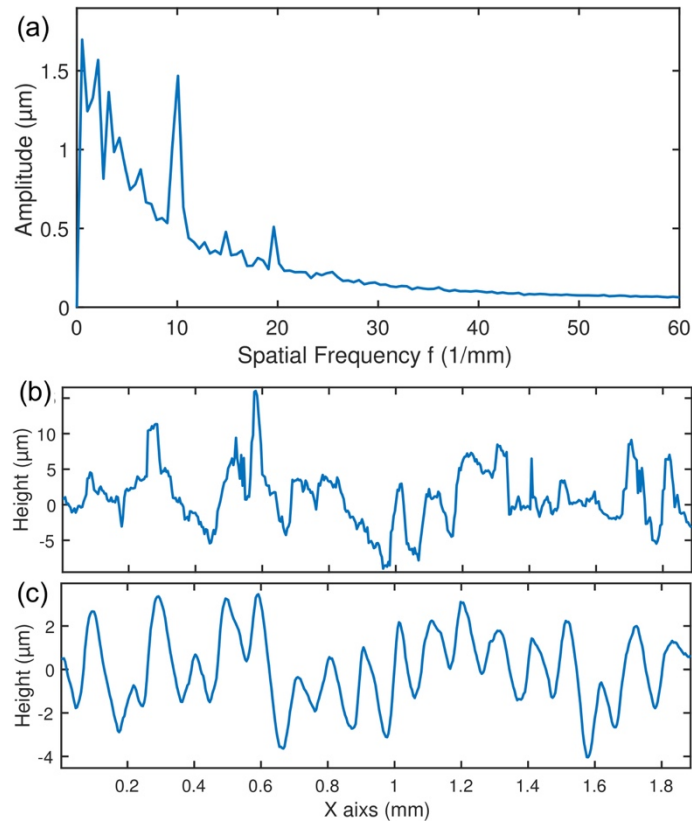 (a)
1.5
1
0.5
0
Amplitude (µm)
0 10 20 30 40 50 60
Spatial Frequency f (1/mm)
(b)
10
5
0
-5
Height (µm)
(c)
2
0
-2
-4
Height (µm)
0.2 0.4 0.6 0.8 1 1.2 1.4 1.6 1.8
X aixs (mm)